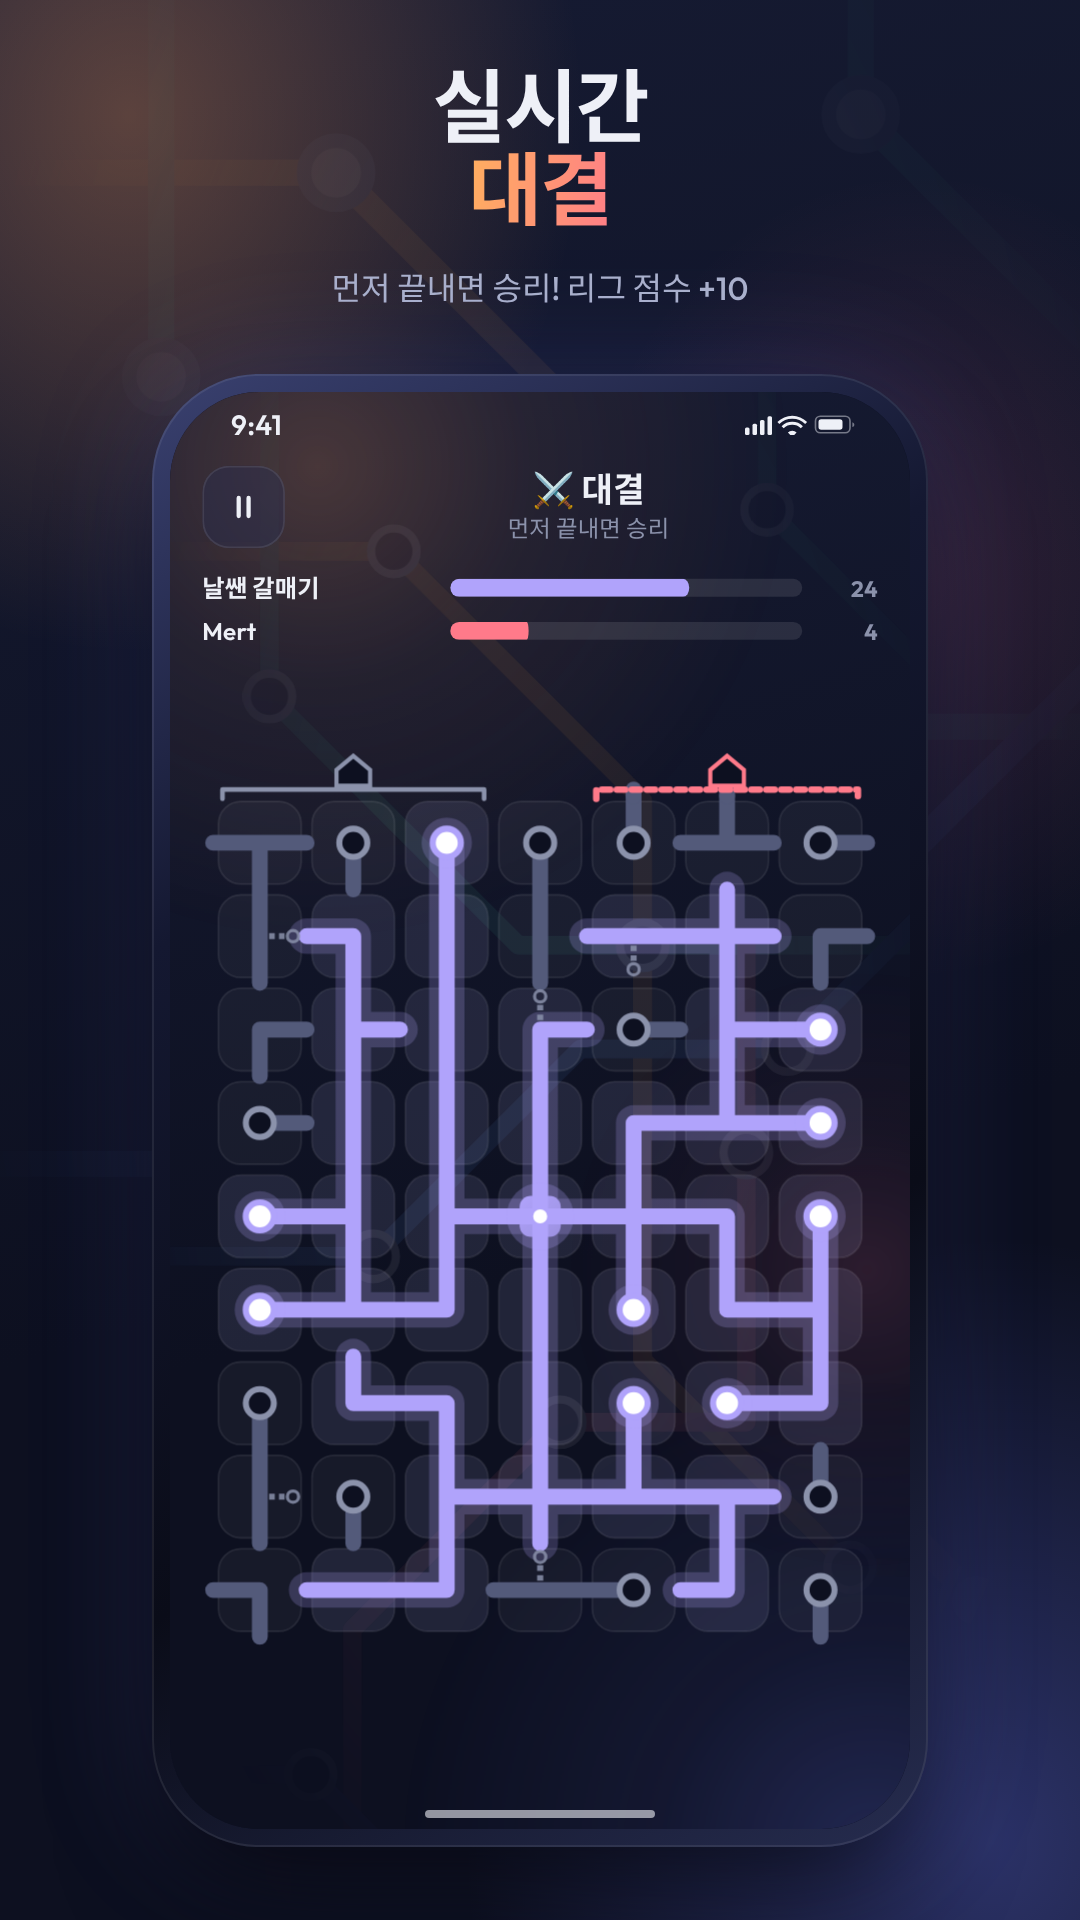 실시간
대결
먼저 끝내면 승리! 리그 점수 +10
9:41
⚔️ 대결
먼저 끝내면 승리
날쌘 갈매기 24
Mert 4